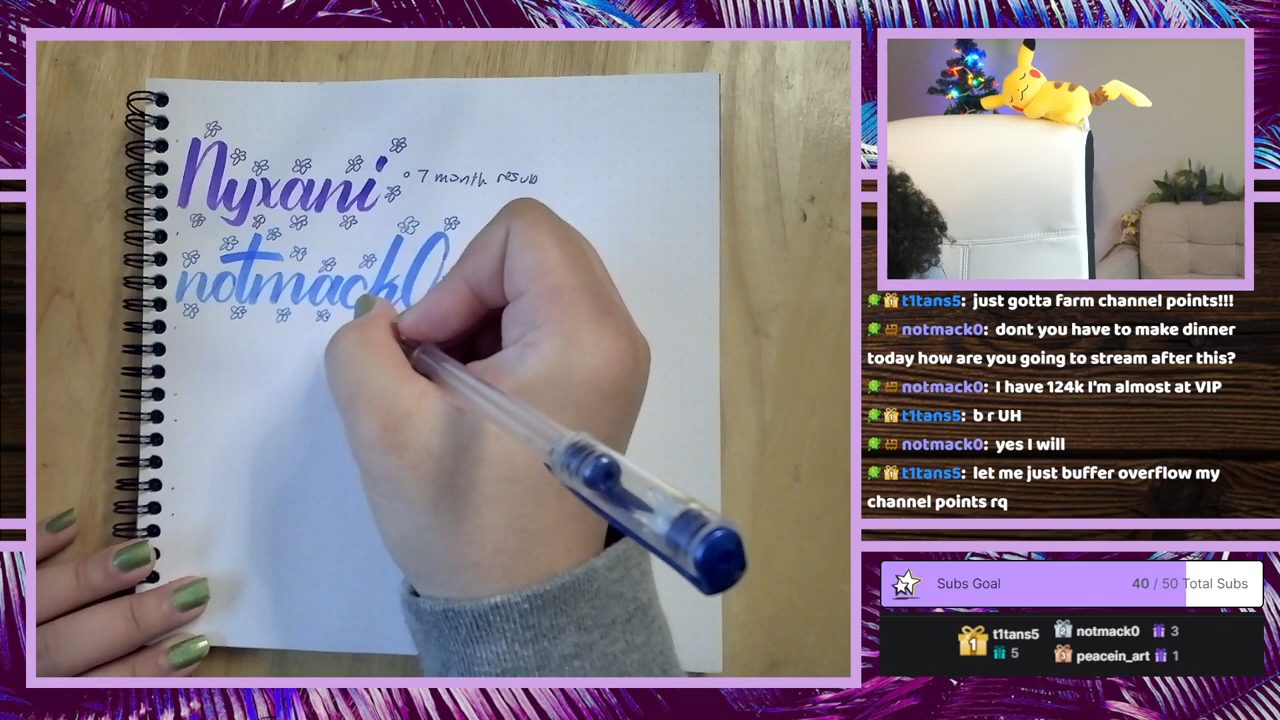 Nyxani
° 7 month resub
notmack0
t1tans5: just gotta farm channel points!!!
notmack0: dont you have to make dinner
today how are you going to stream after this?
notmack0: I have 124k I'm almost at VIP
t1tans5: b r UH
notmack0: yes I will
t1tans5: let me just buffer overflow my
channel points rq
Subs Goal 40 / 50 Total Subs
1 t1tans5 5
2 notmack0 3
3 peacein_art 1